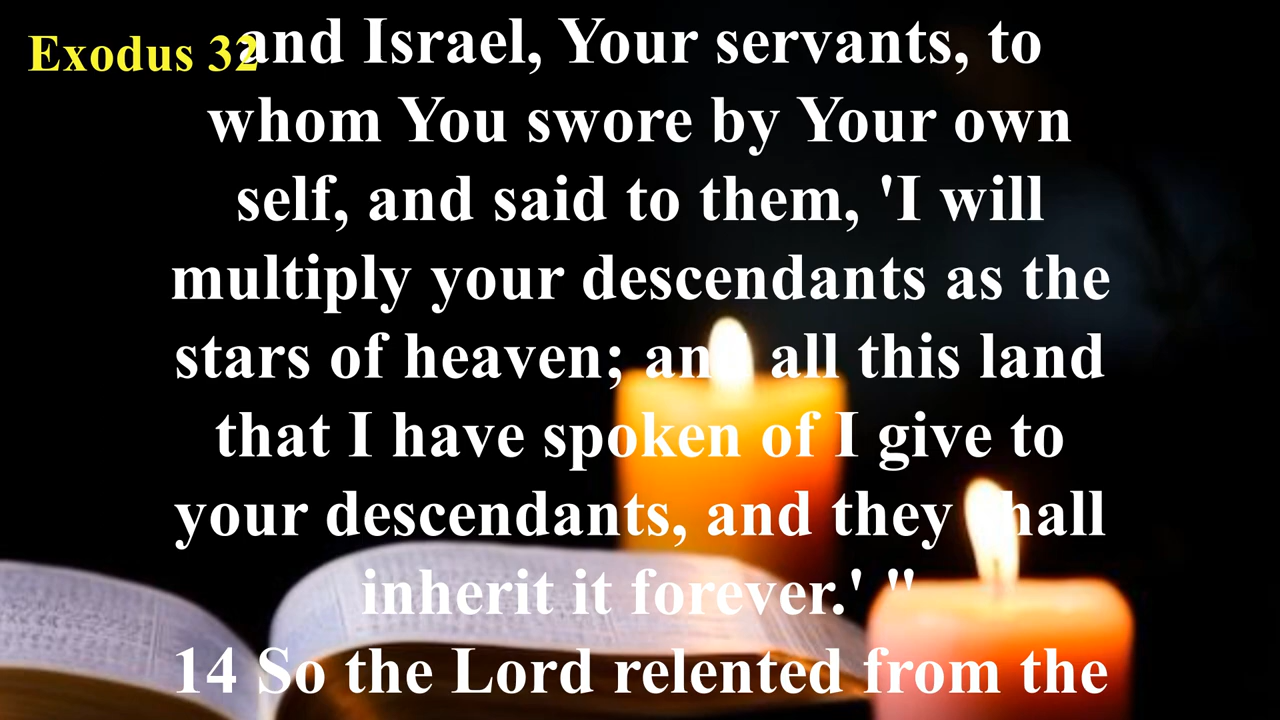 Exodus 32
and Israel, Your servants, to
whom You swore by Your own
self, and said to them, 'I will
multiply your descendants as the
stars of heaven; and all this land
that I have spoken of I give to
your descendants, and they shall
inherit it forever.' "
14 So the Lord relented from the